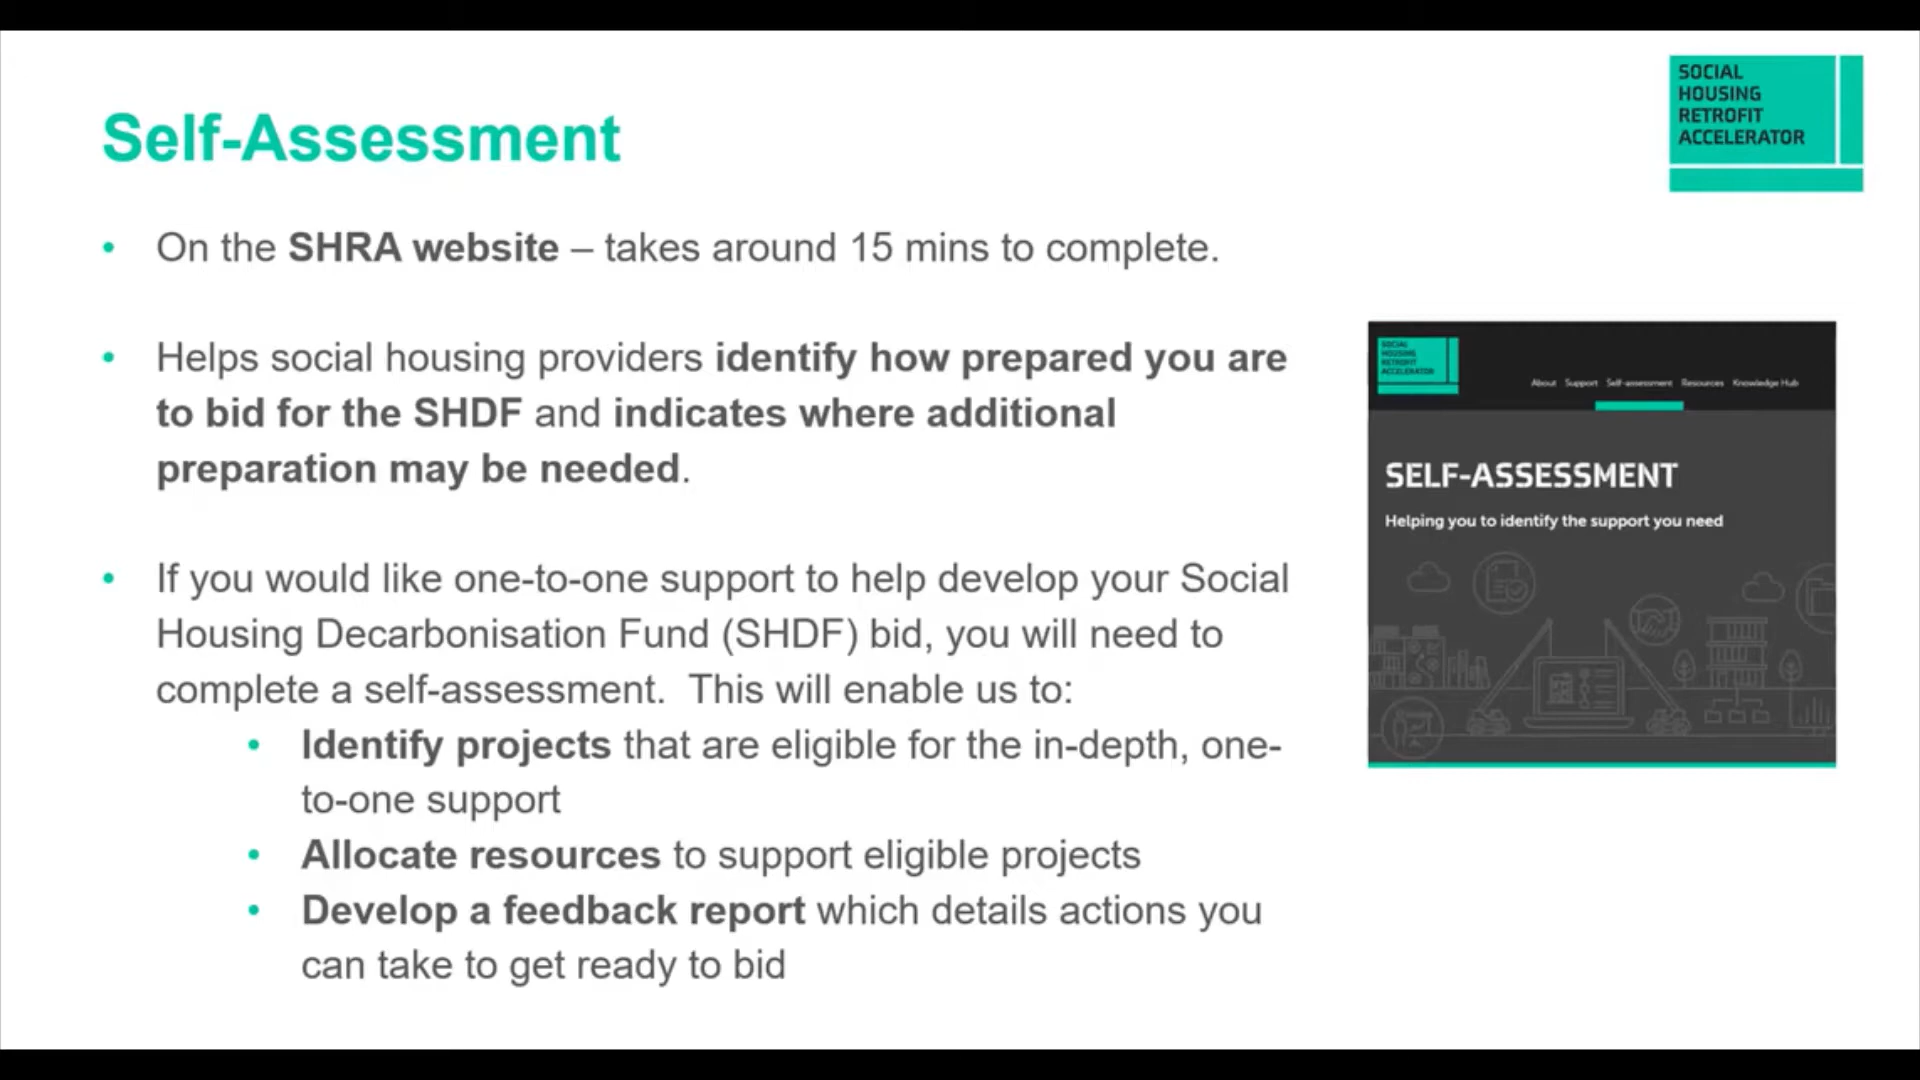 SOCIAL
HOUSING
RETROFIT
ACCELERATOR
Self-Assessment
• On the SHRA website – takes around 15 mins to complete.
• Helps social housing providers identify how prepared you are
to bid for the SHDF and indicates where additional
preparation may be needed.
• If you would like one-to-one support to help develop your Social
Housing Decarbonisation Fund (SHDF) bid, you will need to
complete a self-assessment.  This will enable us to:
• Identify projects that are eligible for the in-depth, one-
to-one support
• Allocate resources to support eligible projects
• Develop a feedback report which details actions you
can take to get ready to bid
SOCIAL
HOUSING
RETROFIT
ACCELERATOR
About Support Self-assessment Resources Knowledge Hub
SELF-ASSESSMENT
Helping you to identify the support you need